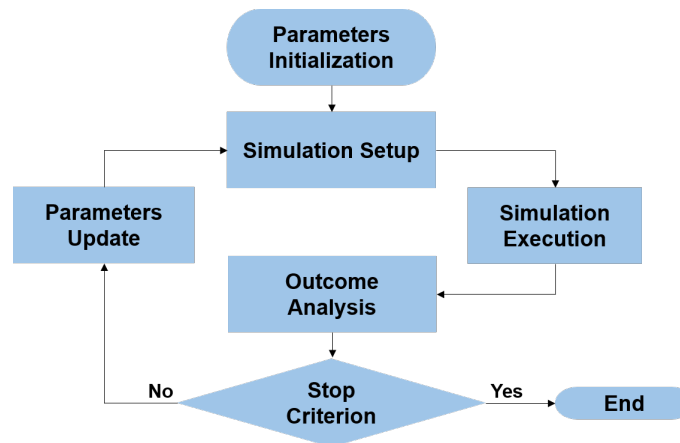 Parameters
Initialization
Simulation Setup
Parameters
Update
Simulation
Execution
Outcome
Analysis
No
Stop
Criterion
Yes
End